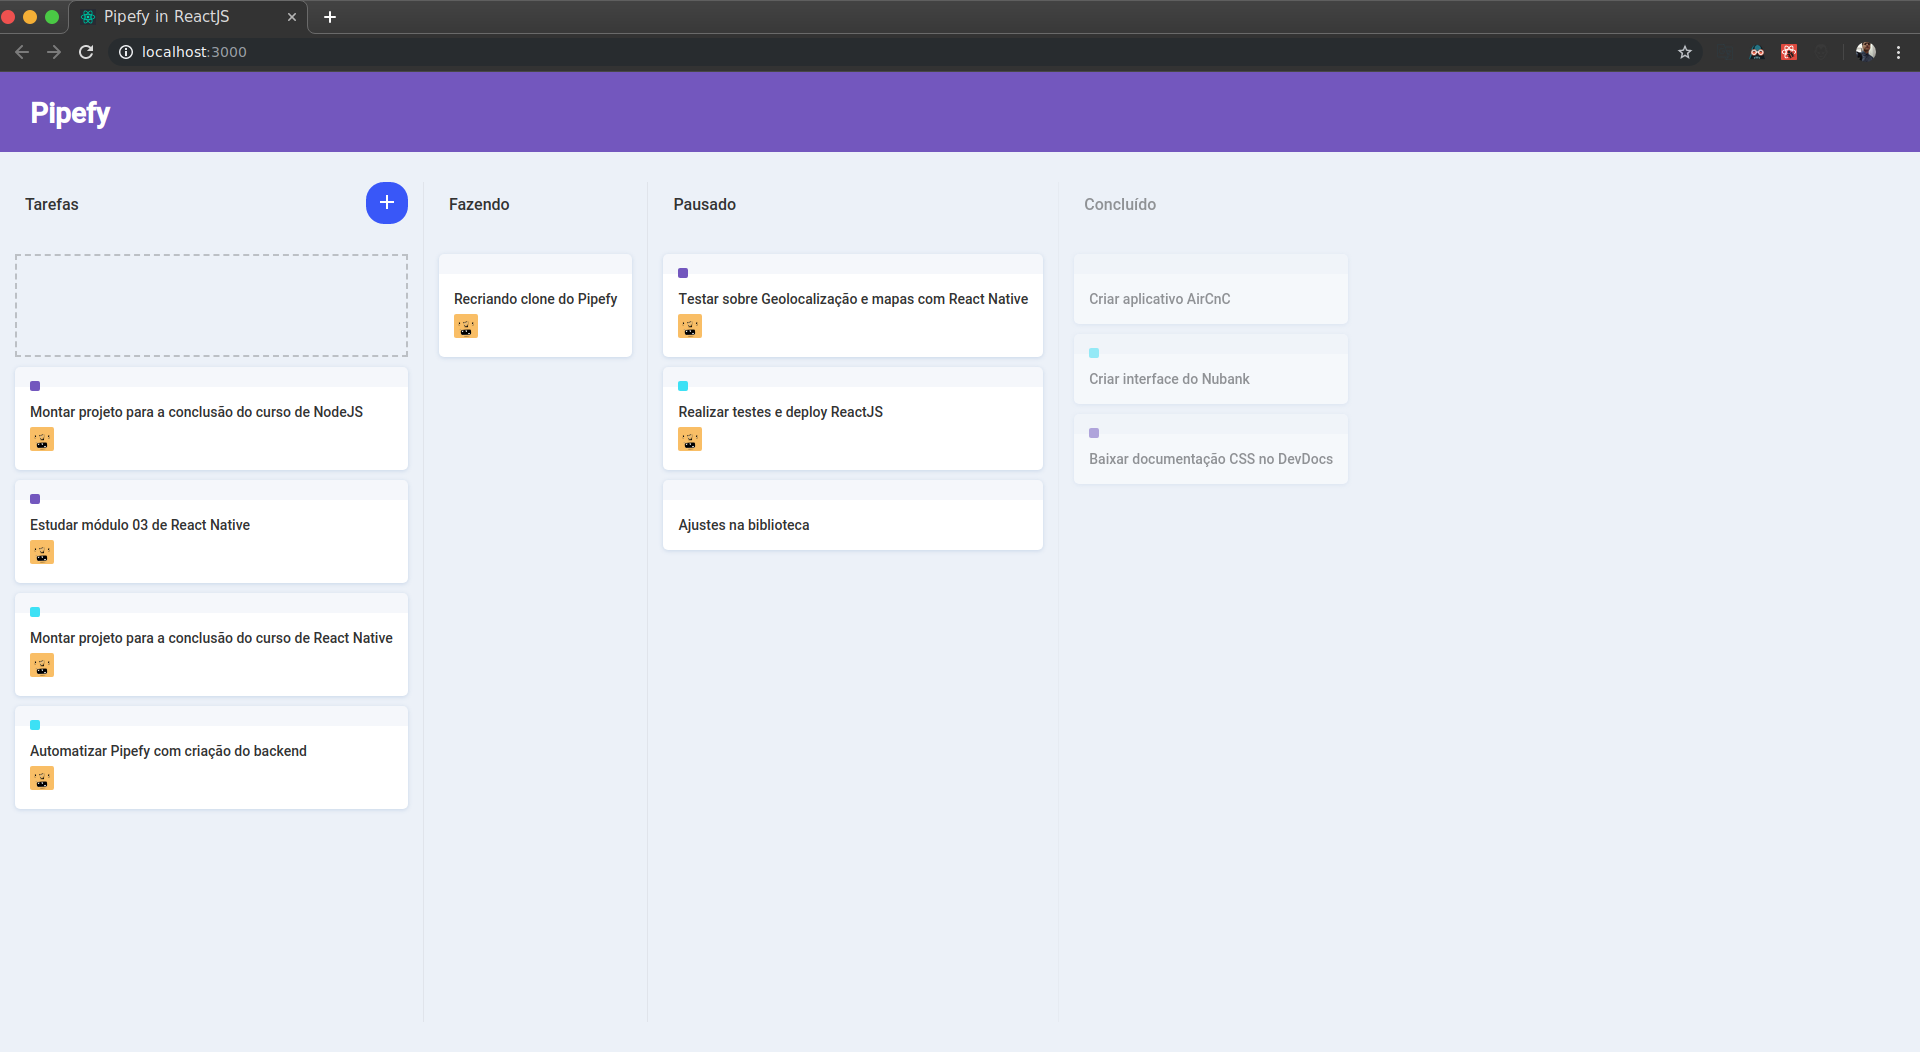 Pipefy in ReactJS
localhost:3000
Pipefy
Tarefas
Montar projeto para a conclusão do curso de NodeJS
Estudar módulo 03 de React Native
Montar projeto para a conclusão do curso de React Native
Automatizar Pipefy com criação do backend
Fazendo
Recriando clone do Pipefy
Pausado
Testar sobre Geolocalização e mapas com React Native
Realizar testes e deploy ReactJS
Ajustes na biblioteca
Concluído
Criar aplicativo AirCnC
Criar interface do Nubank
Baixar documentação CSS no DevDocs